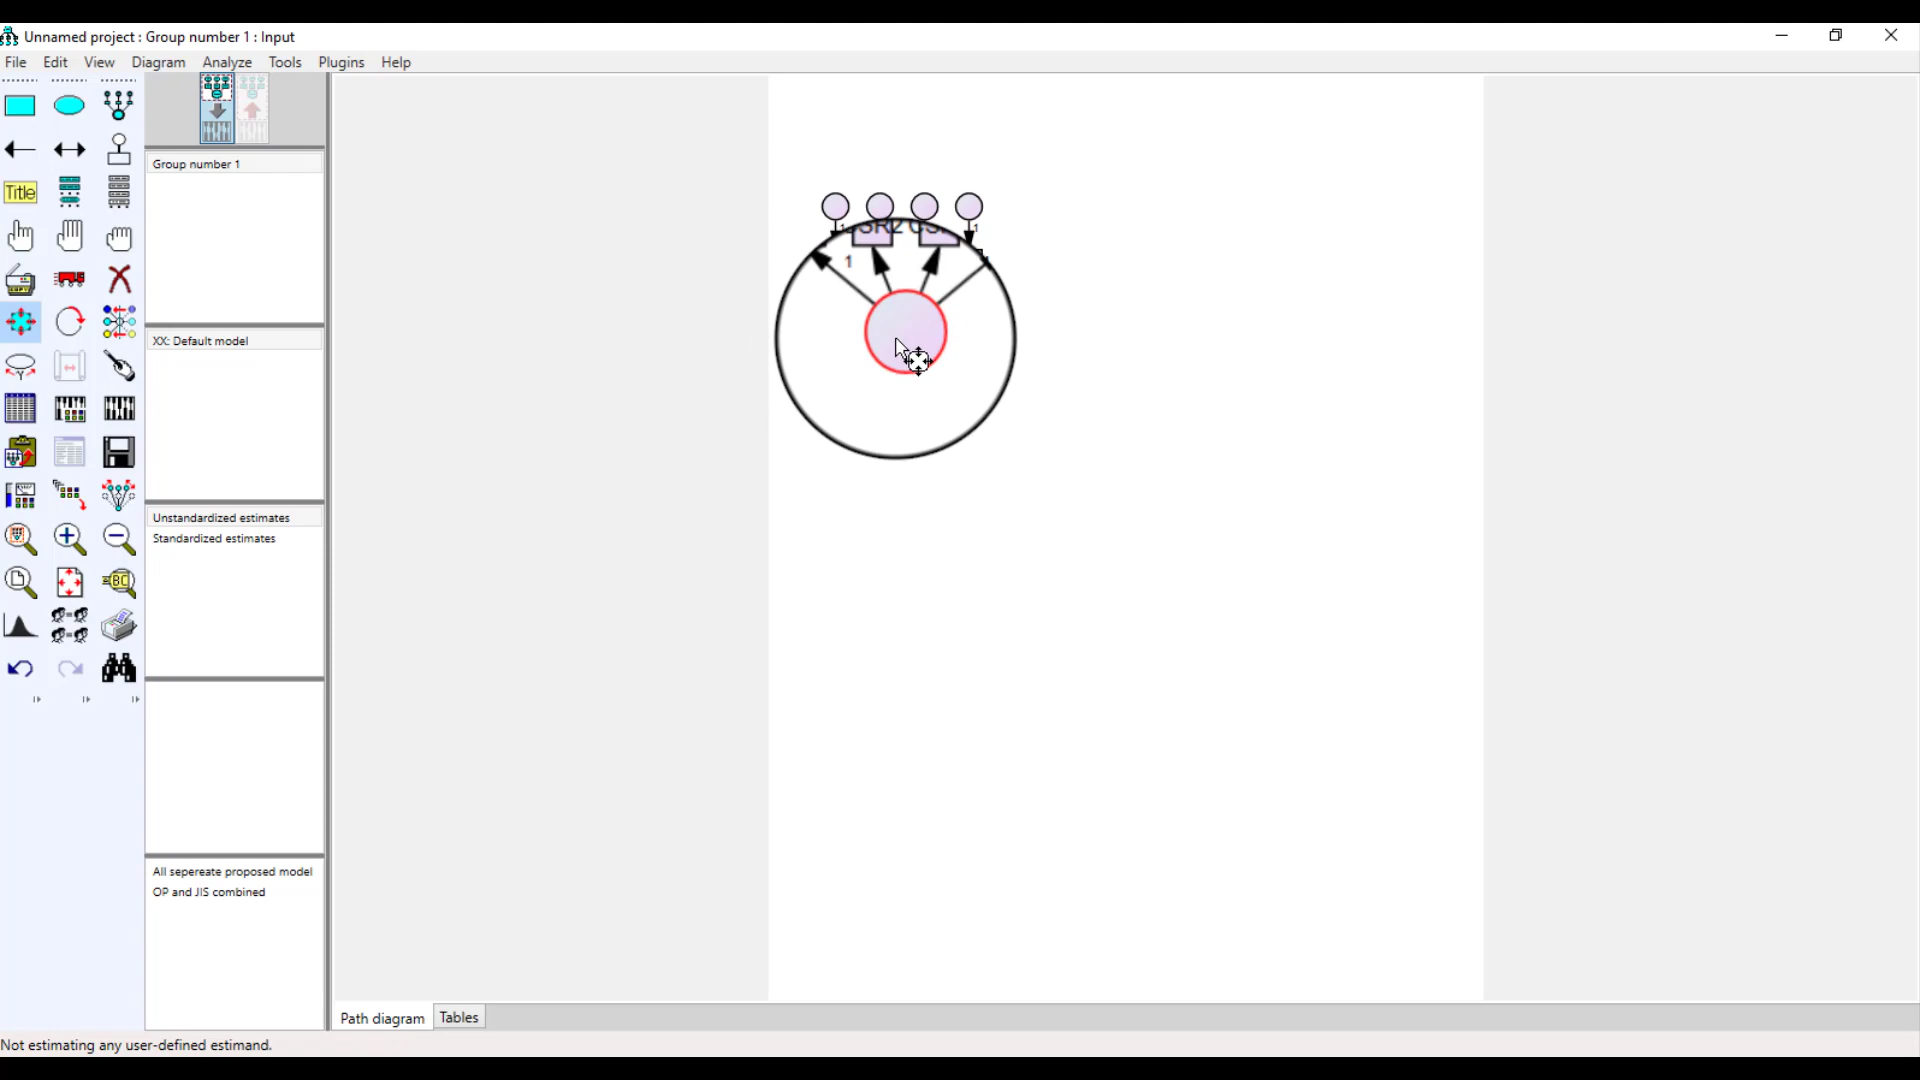 Unnamed project : Group number 1 : Input
File Edit View Diagram Analyze Tools Plugins Help
Title
Group number 1
XX: Default model
Unstandardized estimates
Standardized estimates
All sepereate proposed model
OP and JIS combined
1
1
1
Path diagram Tables
Not estimating any user-defined estimand.